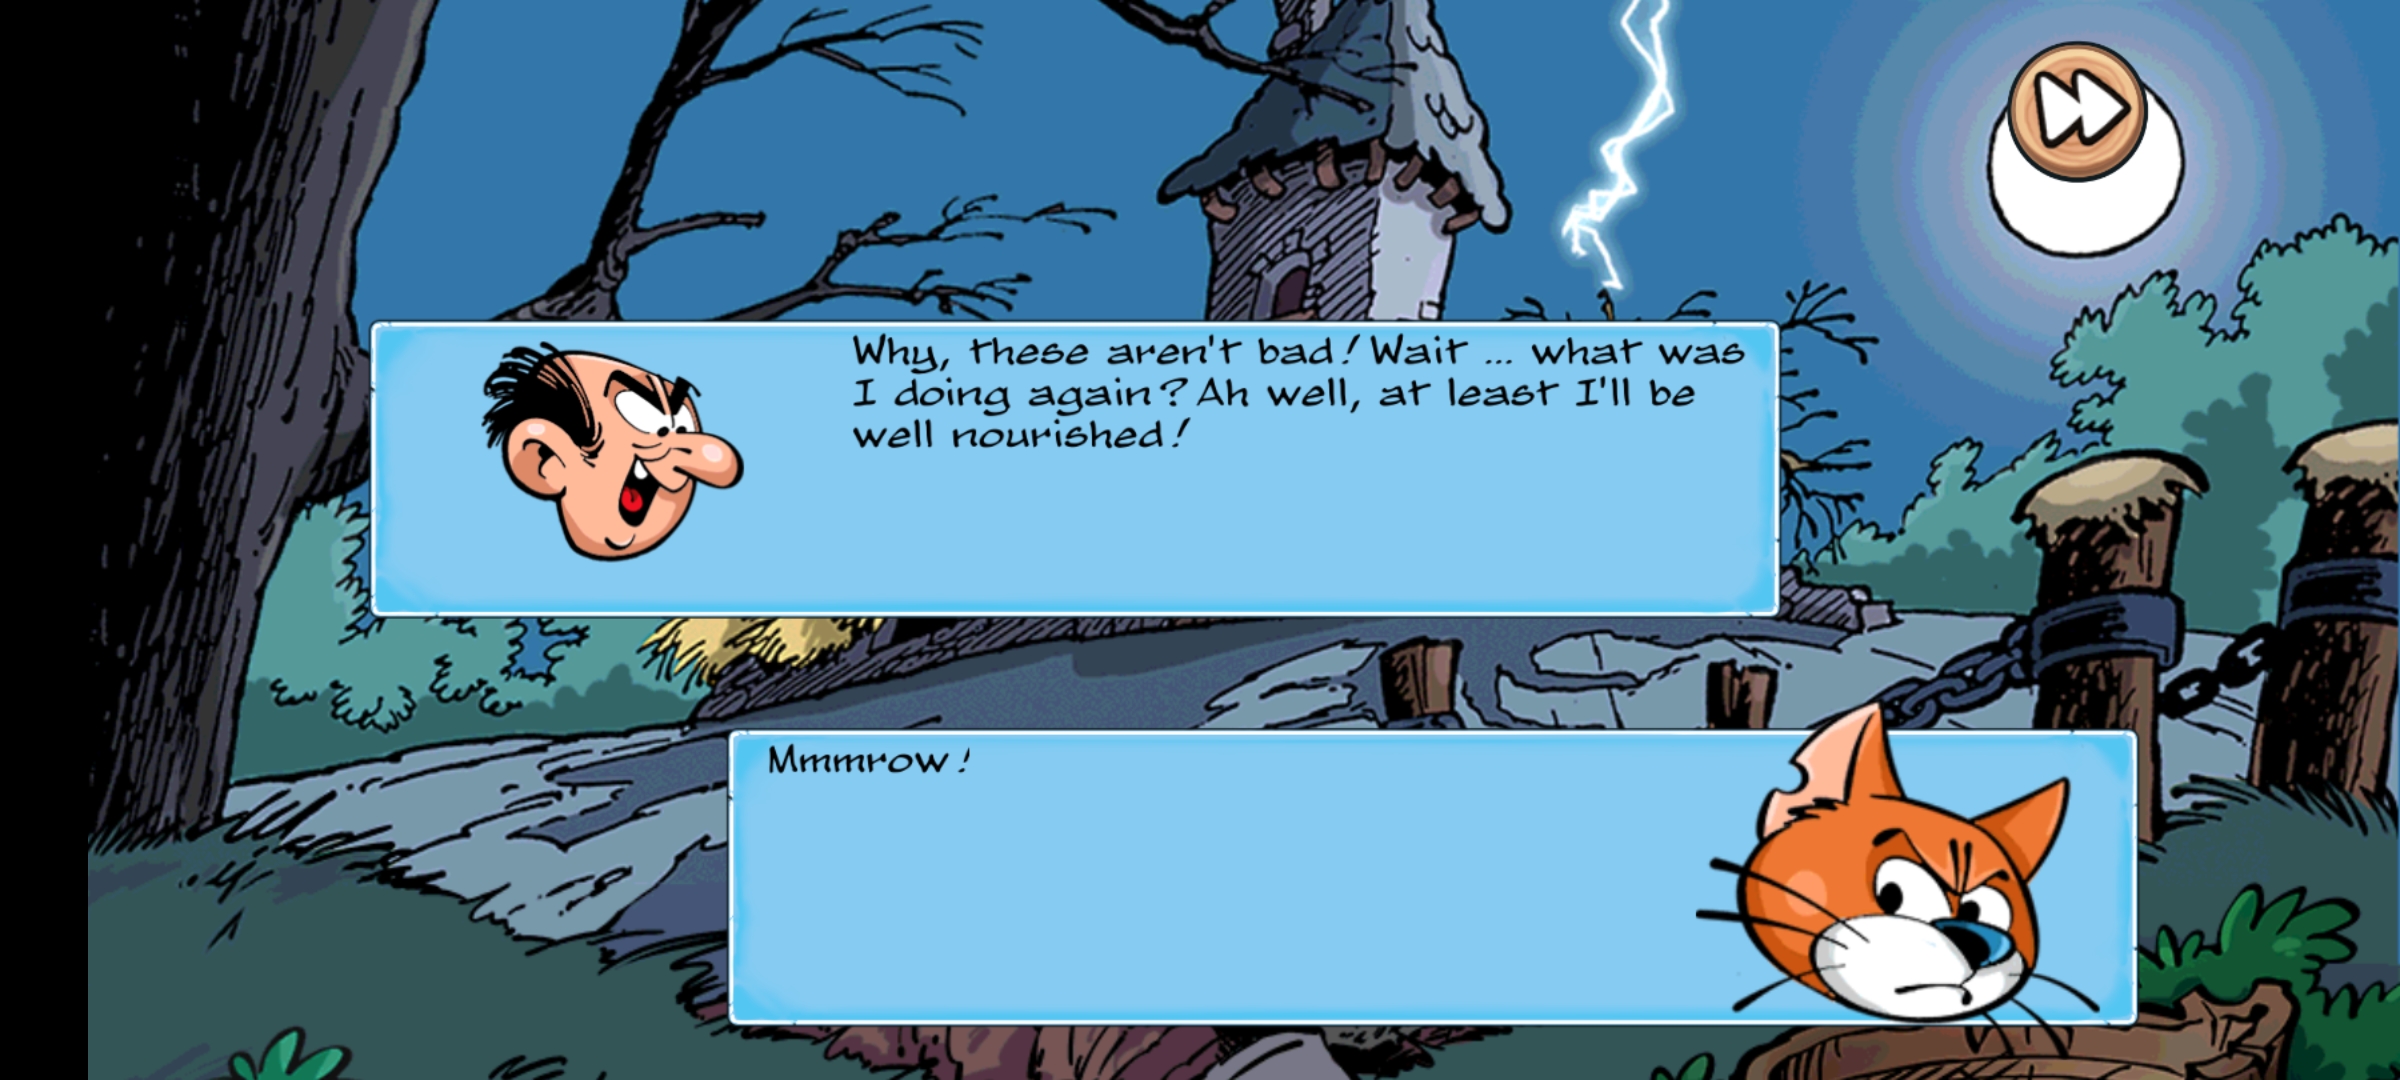 Why, these aren't bad! Wait ... what was
I doing again? Ah well, at least I'll be
well nourished!
Mmmrow!